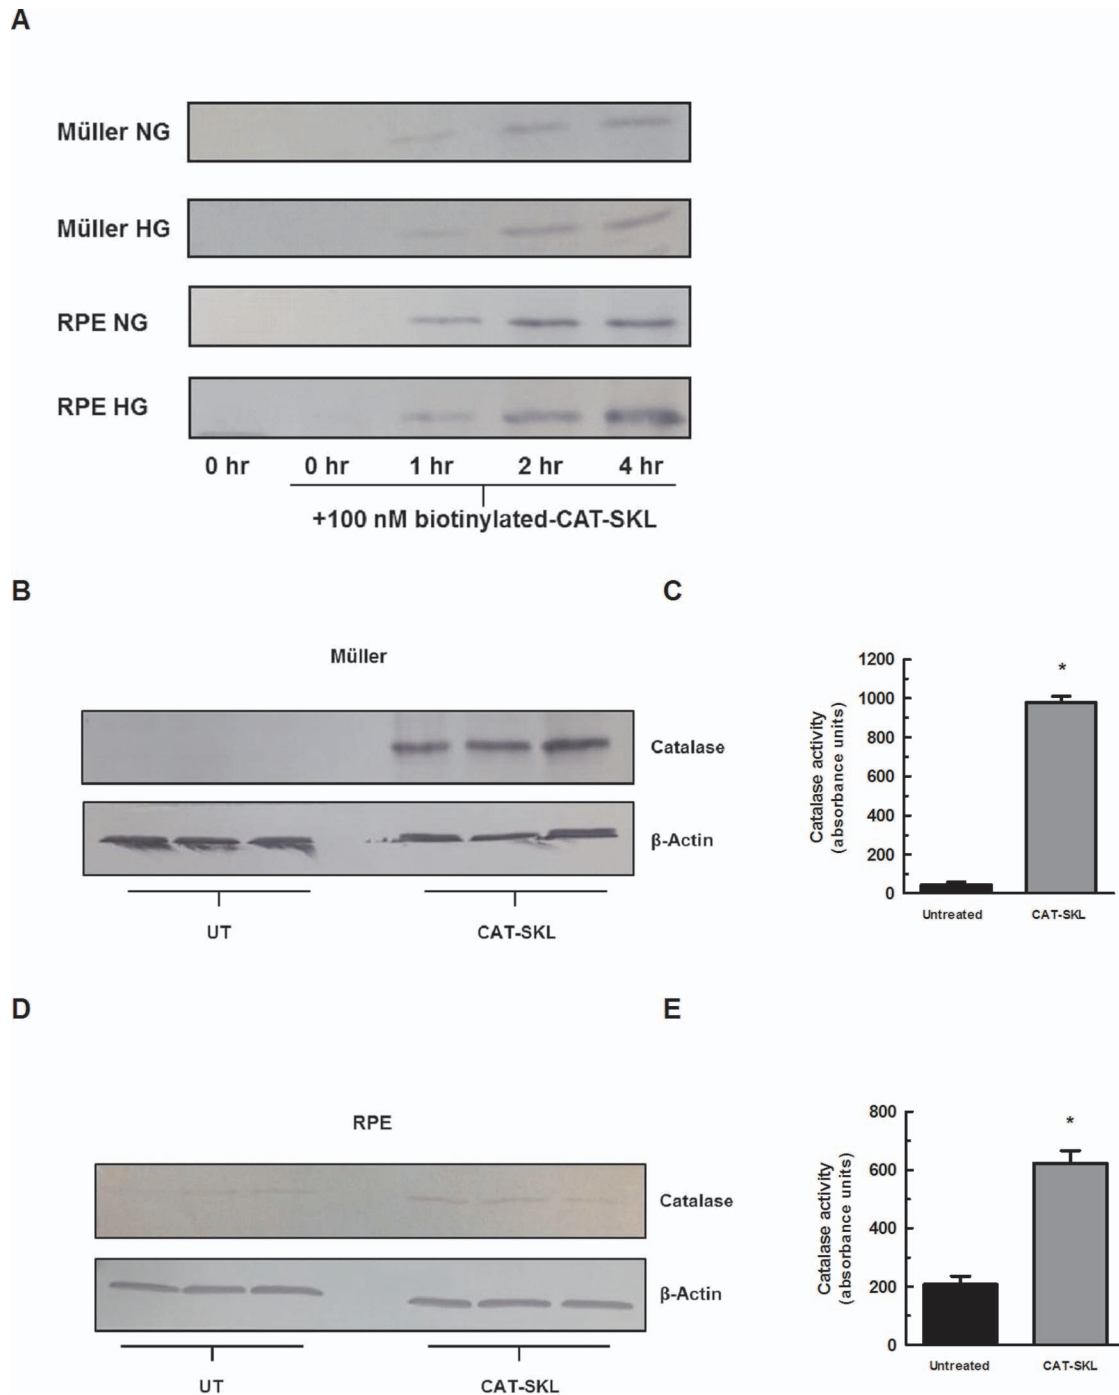 A
Müller NG
Müller HG
RPE NG
RPE HG
0 hr 0 hr 1 hr 2 hr 4 hr
+100 nM biotinylated-CAT-SKL
B
Müller
Catalase
β-Actin
UT CAT-SKL
C
Catalase activity
(absorbance units)
1200
1000
800
600
400
200
0
*
Untreated CAT-SKL
D
RPE
Catalase
β-Actin
UT CAT-SKL
E
Catalase activity
(absorbance units)
800
600
400
200
0
*
Untreated CAT-SKL